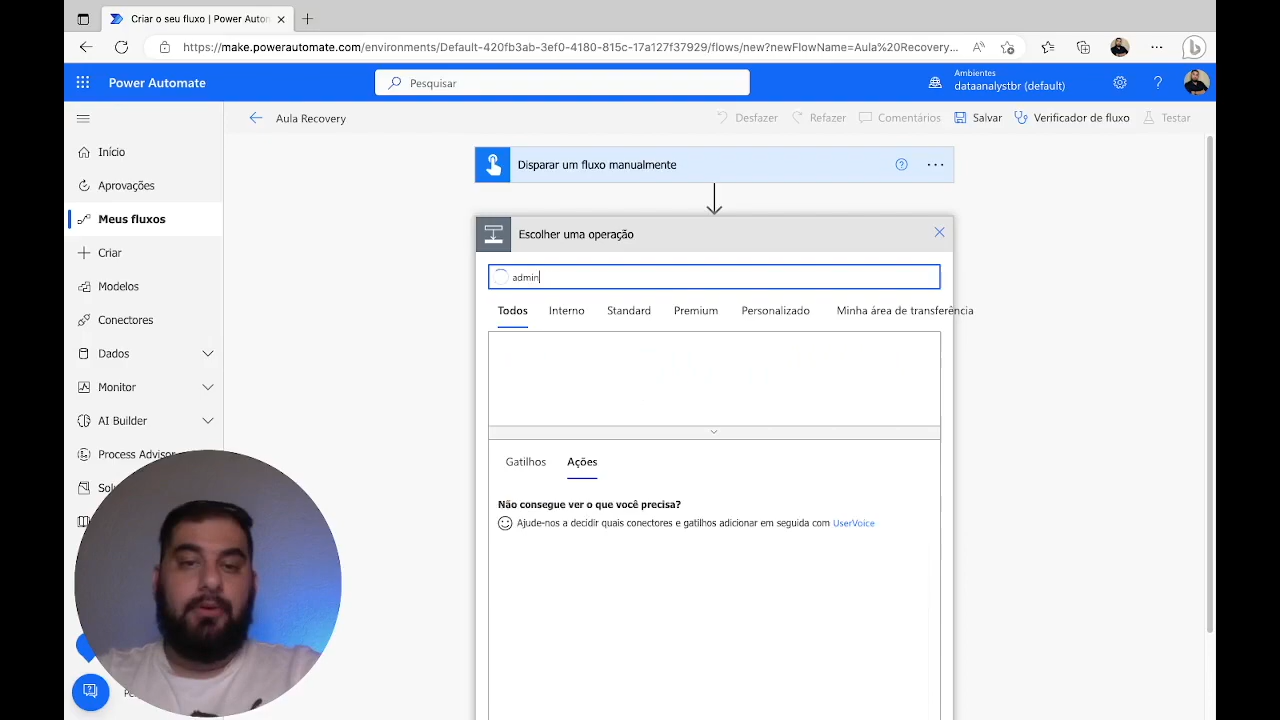 Criar o seu fluxo | Power Auton
https://make.powerautomate.com/environments/Default-420fb3ab-3ef0-4180-815c-17a127f37929/flows/new?newFlowName=Aula%20Recovery...
Power Automate
Pesquisar
Ambientes
dataanalystbr (default)
Aula Recovery
Desfazer
Refazer
Comentários
Salvar
Verificador de fluxo
Testar
Início
Aprovações
Meus fluxos
Criar
Modelos
Conectores
Dados
Monitor
AI Builder
Process Advisor
Disparar um fluxo manualmente
Escolher uma operação
admin
Todos
Interno
Standard
Premium
Personalizado
Minha área de transferência
Gatilhos
Ações
Não consegue ver o que você precisa?
Ajude-nos a decidir quais conectores e gatilhos adicionar em seguida com UserVoice